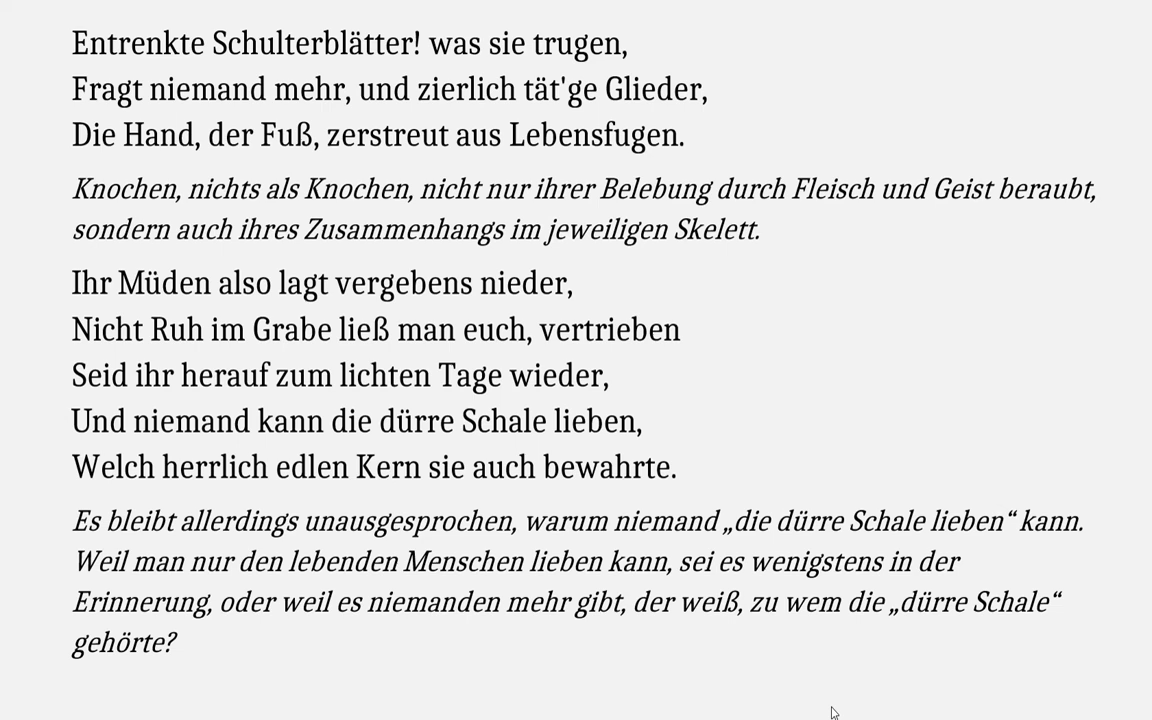 Entrenkte Schulterblätter! was sie trugen,
Fragt niemand mehr, und zierlich tät'ge Glieder,
Die Hand, der Fuß, zerstreut aus Lebensfugen.
Knochen, nichts als Knochen, nicht nur ihrer Belebung durch Fleisch und Geist beraubt,
sondern auch ihres Zusammenhangs im jeweiligen Skelett.
Ihr Müden also lagt vergebens nieder,
Nicht Ruh im Grabe ließ man euch, vertrieben
Seid ihr herauf zum lichten Tage wieder,
Und niemand kann die dürre Schale lieben,
Welch herrlich edlen Kern sie auch bewahrte.
Es bleibt allerdings unausgesprochen, warum niemand „die dürre Schale lieben“ kann.
Weil man nur den lebenden Menschen lieben kann, sei es wenigstens in der
Erinnerung, oder weil es niemanden mehr gibt, der weiß, zu wem die „dürre Schale“
gehörte?